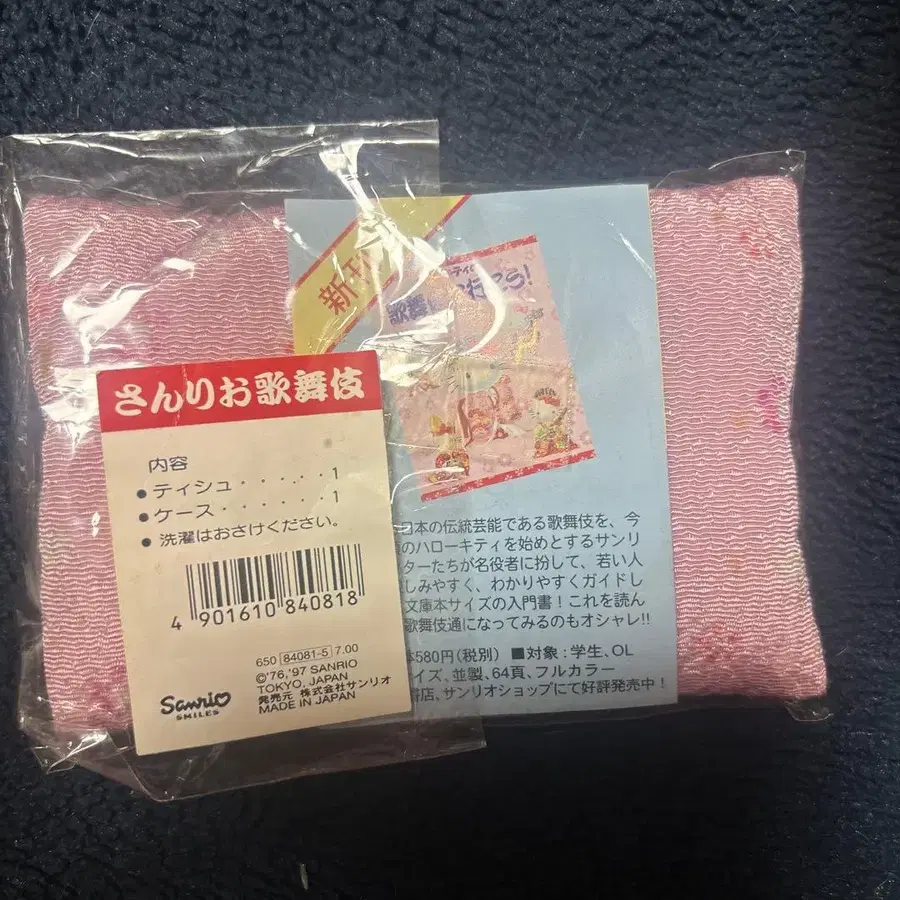 新刊
歌舞
行こう!
さんりお歌舞伎
内容
●ティシュ・・・・・1
●ケース・・・・・・1
●洗濯はおさけください。
4 901610 840818
650 84081-5 7.00
©'76,'97 SANRIO
TOKYO, JAPAN
発売元 株式会社サンリオ
MADE IN JAPAN
Sanrio
SMILES
日本の伝統芸能である歌舞伎を、今
のハローキティを始めとするサンリ
ターたちが名役者に扮して、若い人
しみやすく、わかりやすくガイドし
文庫本サイズの入門書!これを読ん
歌舞伎通になってみるのもオシャレ!!
580円(税別) ■対象:学生、OL
イズ、並製、64頁、フルカラー
店、サンリオショップにて好評発売中!